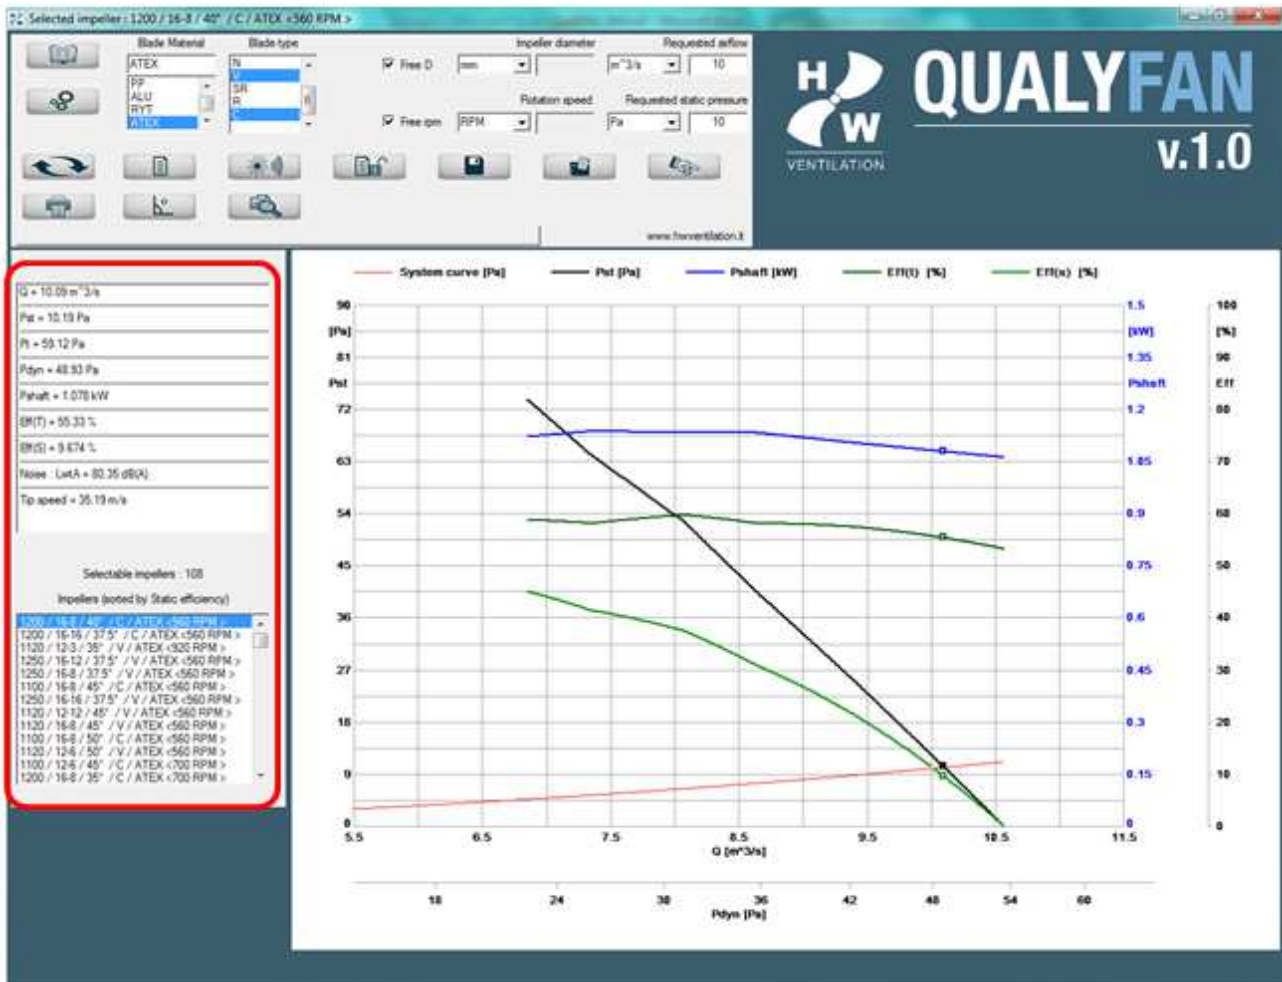 Selected impeller : 1200 / 16-8 / 40° / C / ATEX <560 RPM >
Blade Material
Blade type
Impeller diameter
Requested airflow
ATEX
N
Free D
mm
m^3/s
10
PP
V
ALU
SR
Rotation speed
Requested static pressure
RYT
R
ATEX
C
Free rpm
RPM
Pa
10
www.hwventilation.it
H W
VENTILATION
QUALYFAN
v.1.0
Q = 10.09 m^3/s
Pst = 10.19 Pa
Pt = 59.12 Pa
Pdyn = 48.93 Pa
Pshaft = 1.078 kW
Eff(T) = 55.33 %
Eff(S) = 9.674 %
Noise : LwtA = 80.35 dB(A)
Tip speed = 35.19 m/s
Selectable impellers : 108
Impellers (sorted by Static efficiency)
1200 / 16-8 / 40° / C / ATEX <560 RPM >
1200 / 16-16 / 37.5° / C / ATEX <560 RPM >
1120 / 12-3 / 35° / V / ATEX <920 RPM >
1250 / 16-12 / 37.5° / V / ATEX <560 RPM >
1250 / 16-8 / 37.5° / V / ATEX <560 RPM >
1100 / 16-8 / 45° / C / ATEX <560 RPM >
1250 / 16-16 / 37.5° / V / ATEX <560 RPM >
1120 / 12-12 / 45° / V / ATEX <560 RPM >
1120 / 16-8 / 45° / V / ATEX <560 RPM >
1100 / 16-8 / 50° / C / ATEX <560 RPM >
1120 / 12-6 / 50° / V / ATEX <560 RPM >
1100 / 12-6 / 45° / C / ATEX <700 RPM >
1200 / 16-8 / 35° / C / ATEX <700 RPM >
System curve [Pa]
Pst [Pa]
Pshaft [kW]
Eff(t) [%]
Eff(s) [%]
90
[Pa]
81
Pst
72
63
54
45
36
27
18
9
0
1.5
[kW]
1.35
Pshaft
1.2
1.05
0.9
0.75
0.6
0.45
0.3
0.15
0
100
[%]
90
Eff
80
70
60
50
40
30
20
10
0
5.5 6.5 7.5 8.5 9.5 10.5 11.5
Q [m^3/s]
18 24 30 36 42 48 54 60
Pdyn [Pa]